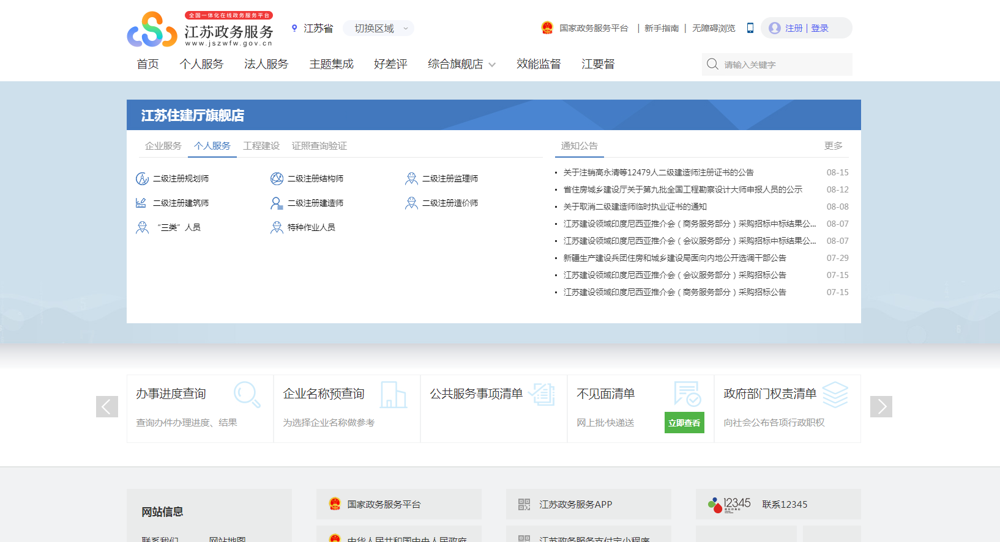 全国一体化在线政务服务平台
江苏政务服务
www.jszwfw.gov.cn
江苏省 切换区域
国家政务服务平台 | 新手指南 | 无障碍浏览 注册 | 登录
首页 个人服务 法人服务 主题集成 好差评 综合旗舰店 效能监督 江要督
请输入关键字
江苏住建厅旗舰店
企业服务 个人服务 工程建设 证照查询验证
二级注册规划师 二级注册结构师 二级注册监理师
二级注册建筑师 二级注册建造师 二级注册造价师
“三类”人员 特种作业人员
通知公告 更多
关于注销高永清等12479人二级建造师注册证书的公告 08-15
省住房城乡建设厅关于第九批全国工程勘察设计大师申报人员的公示 08-12
关于取消二级建造师临时执业证书的通知 08-08
江苏建设领域印度尼西亚推介会（商务服务部分）采购招标中标结果公... 08-07
江苏建设领域印度尼西亚推介会（会议服务部分）采购招标中标结果公... 08-07
新疆生产建设兵团住房和城乡建设局面向内地公开选调干部公告 07-29
江苏建设领域印度尼西亚推介会（会议服务部分）采购招标公告 07-15
江苏建设领域印度尼西亚推介会（商务服务部分）采购招标公告 07-15
办事进度查询
查询办件办理进度、结果
企业名称预查询
为选择企业名称做参考
公共服务事项清单
不见面清单
网上批·快递送
立即查看
政府部门权责清单
向社会公布各项行政职权
网站信息
联系我们 网站地图
国家政务服务平台
中华人民共和国中央人民政府
江苏政务服务APP
江苏政务服务支付宝小程序
12345 联系12345